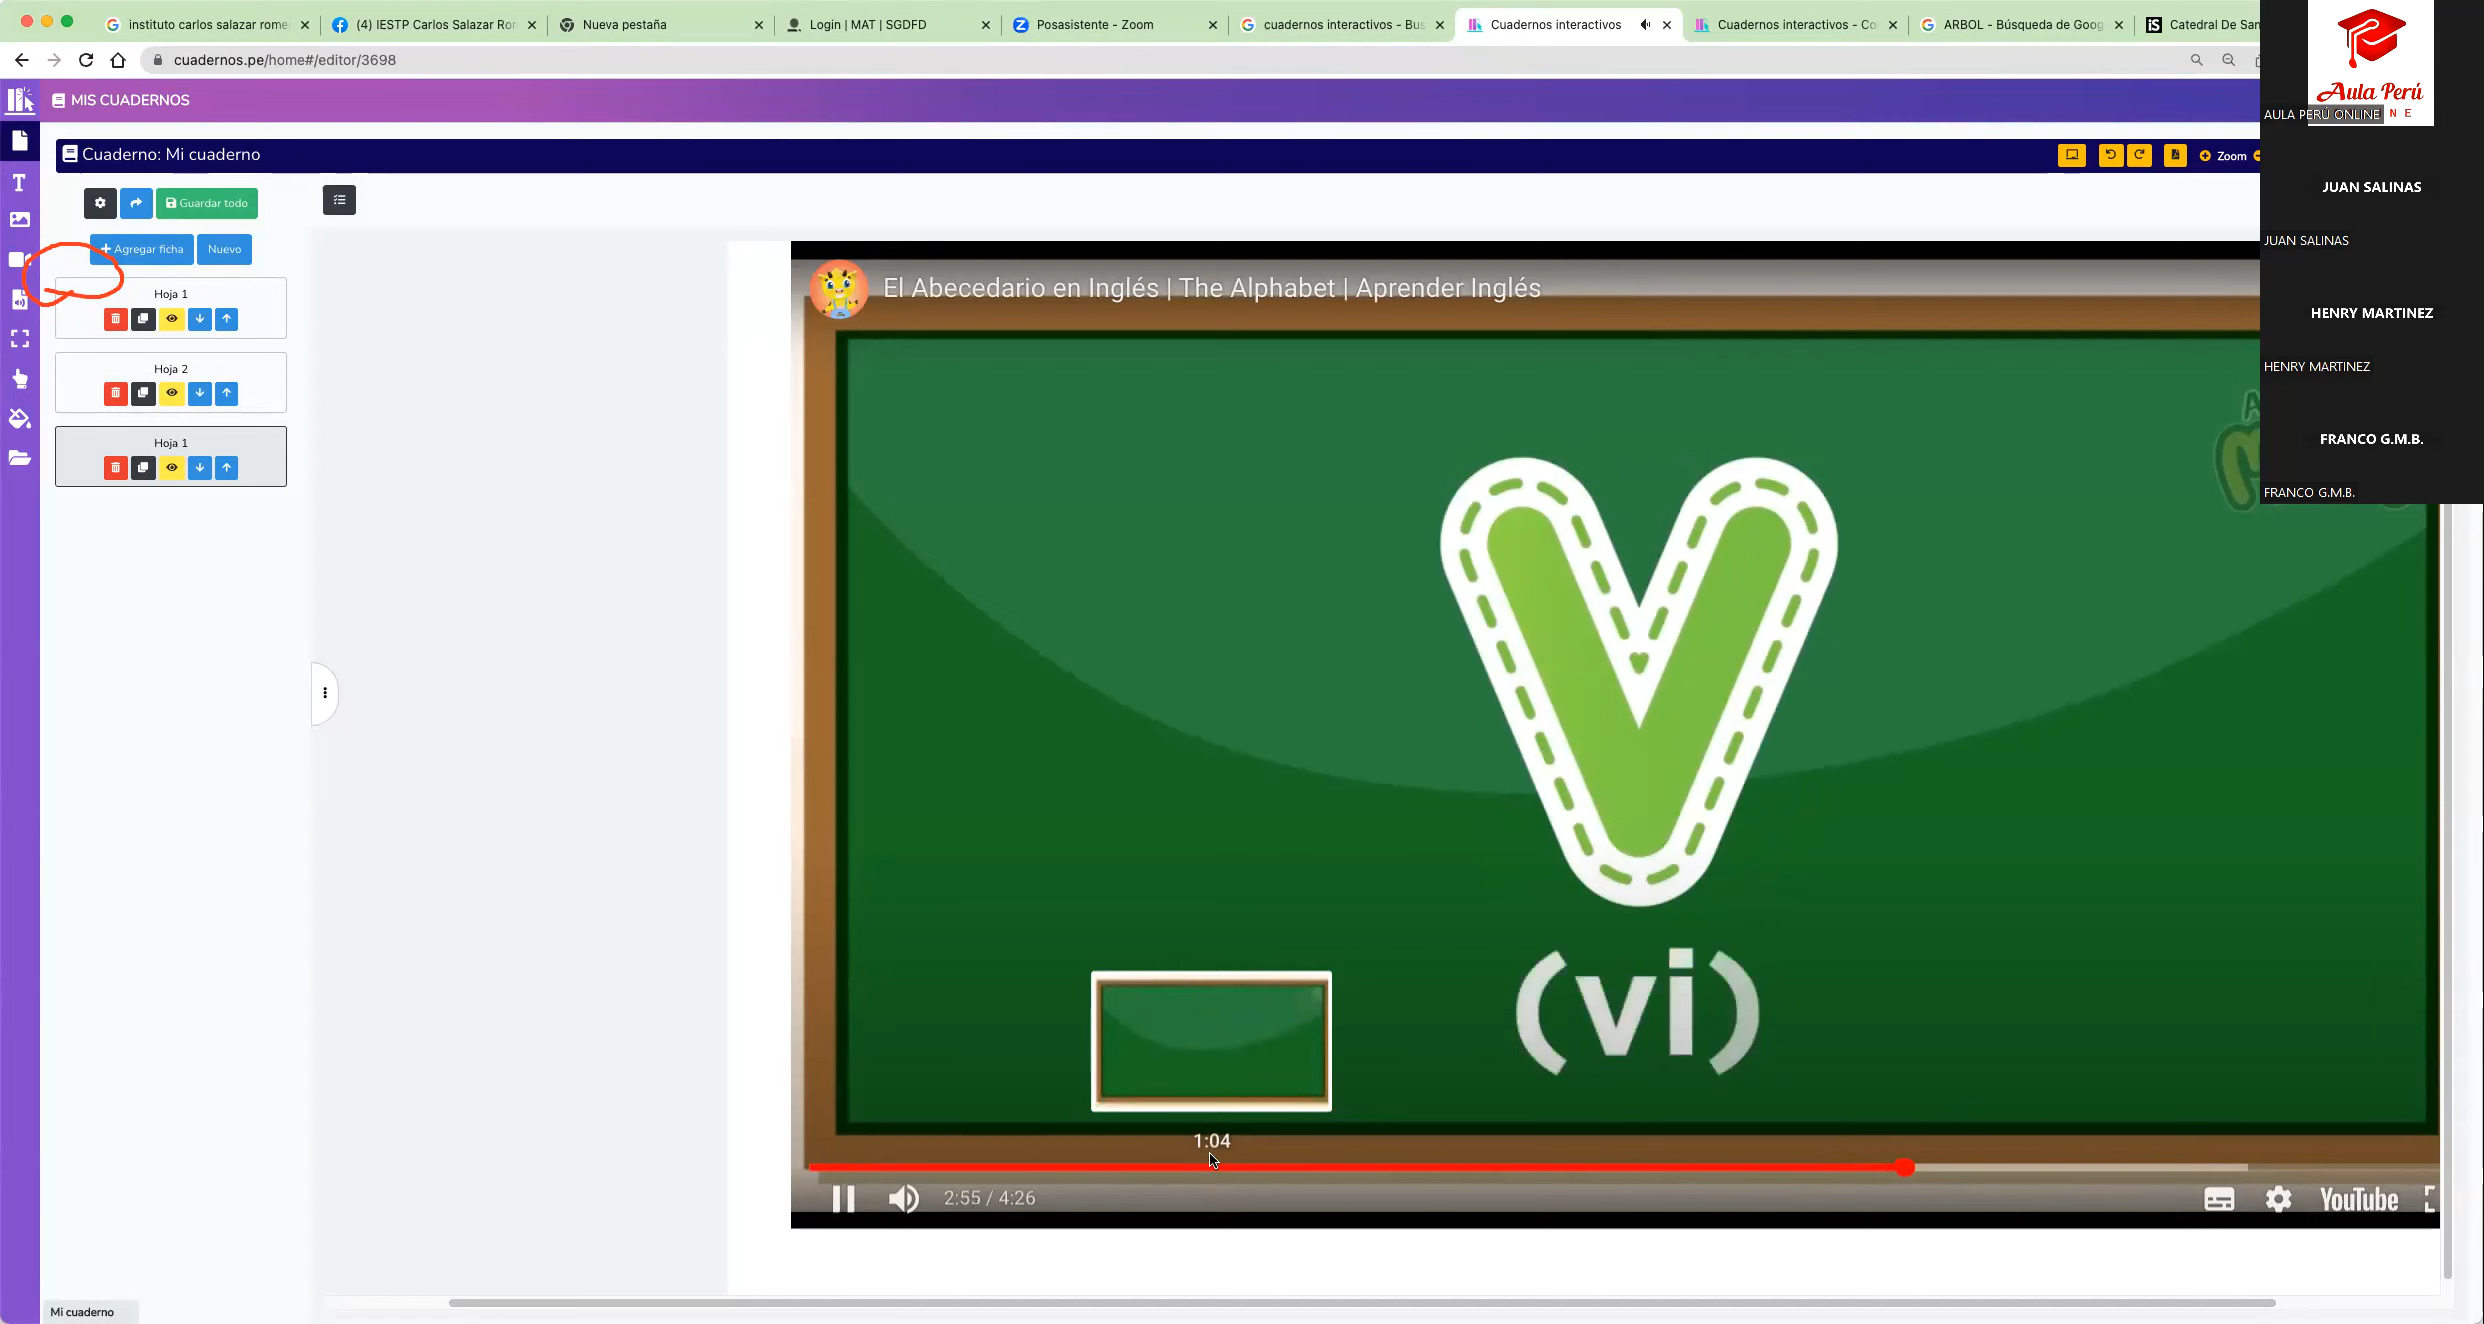 instituto carlos salazar rome
(4) IESTP Carlos Salazar Ror
Nueva pestaña
Login | MAT | SGDFD
Posasistente - Zoom
cuadernos interactivos - Bus
Cuadernos interactivos
Cuadernos interactivos - Co
ARBOL - Búsqueda de Goog
Catedral De San
cuadernos.pe/home#/editor/3698
Aula Perú
AULA PERÚ ONLINE
N E
MIS CUADERNOS
Cuaderno: Mi cuaderno
Zoom
JUAN SALINAS
JUAN SALINAS
HENRY MARTINEZ
HENRY MARTINEZ
FRANCO G.M.B.
FRANCO G.M.B.
Guardar todo
Agregar ficha
Nuevo
Hoja 1
Hoja 2
Hoja 1
El Abecedario en Inglés | The Alphabet | Aprender Inglés
V
(vi)
1:04
2:55 / 4:26
YouTube
Mi cuaderno